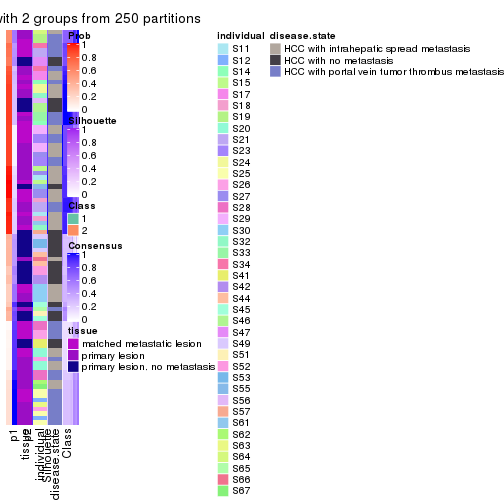 with 2 groups from 250 partitions
Prob
1
0.8
0.6
0.4
0.2
0
Silhouette
1
0.8
0.6
0.4
0.2
0
Class
1
2
Consensus
1
0.8
0.6
0.4
0.2
0
tissue
matched metastatic lesion
primary lesion
primary lesion, no metastasis
individual
S11
S12
S14
S15
S17
S18
S19
S20
S21
S23
S24
S25
S26
S27
S28
S29
S30
S32
S33
S34
S41
S42
S44
S45
S46
S47
S49
S51
S52
S53
S55
S56
S57
S61
S62
S63
S64
S65
S66
S67
disease.state
HCC with intrahepatic spread metastasis
HCC with no metastasis
HCC with portal vein tumor thrombus metastasis
p1
tissue
individual
Silhouette
disease.state
Class